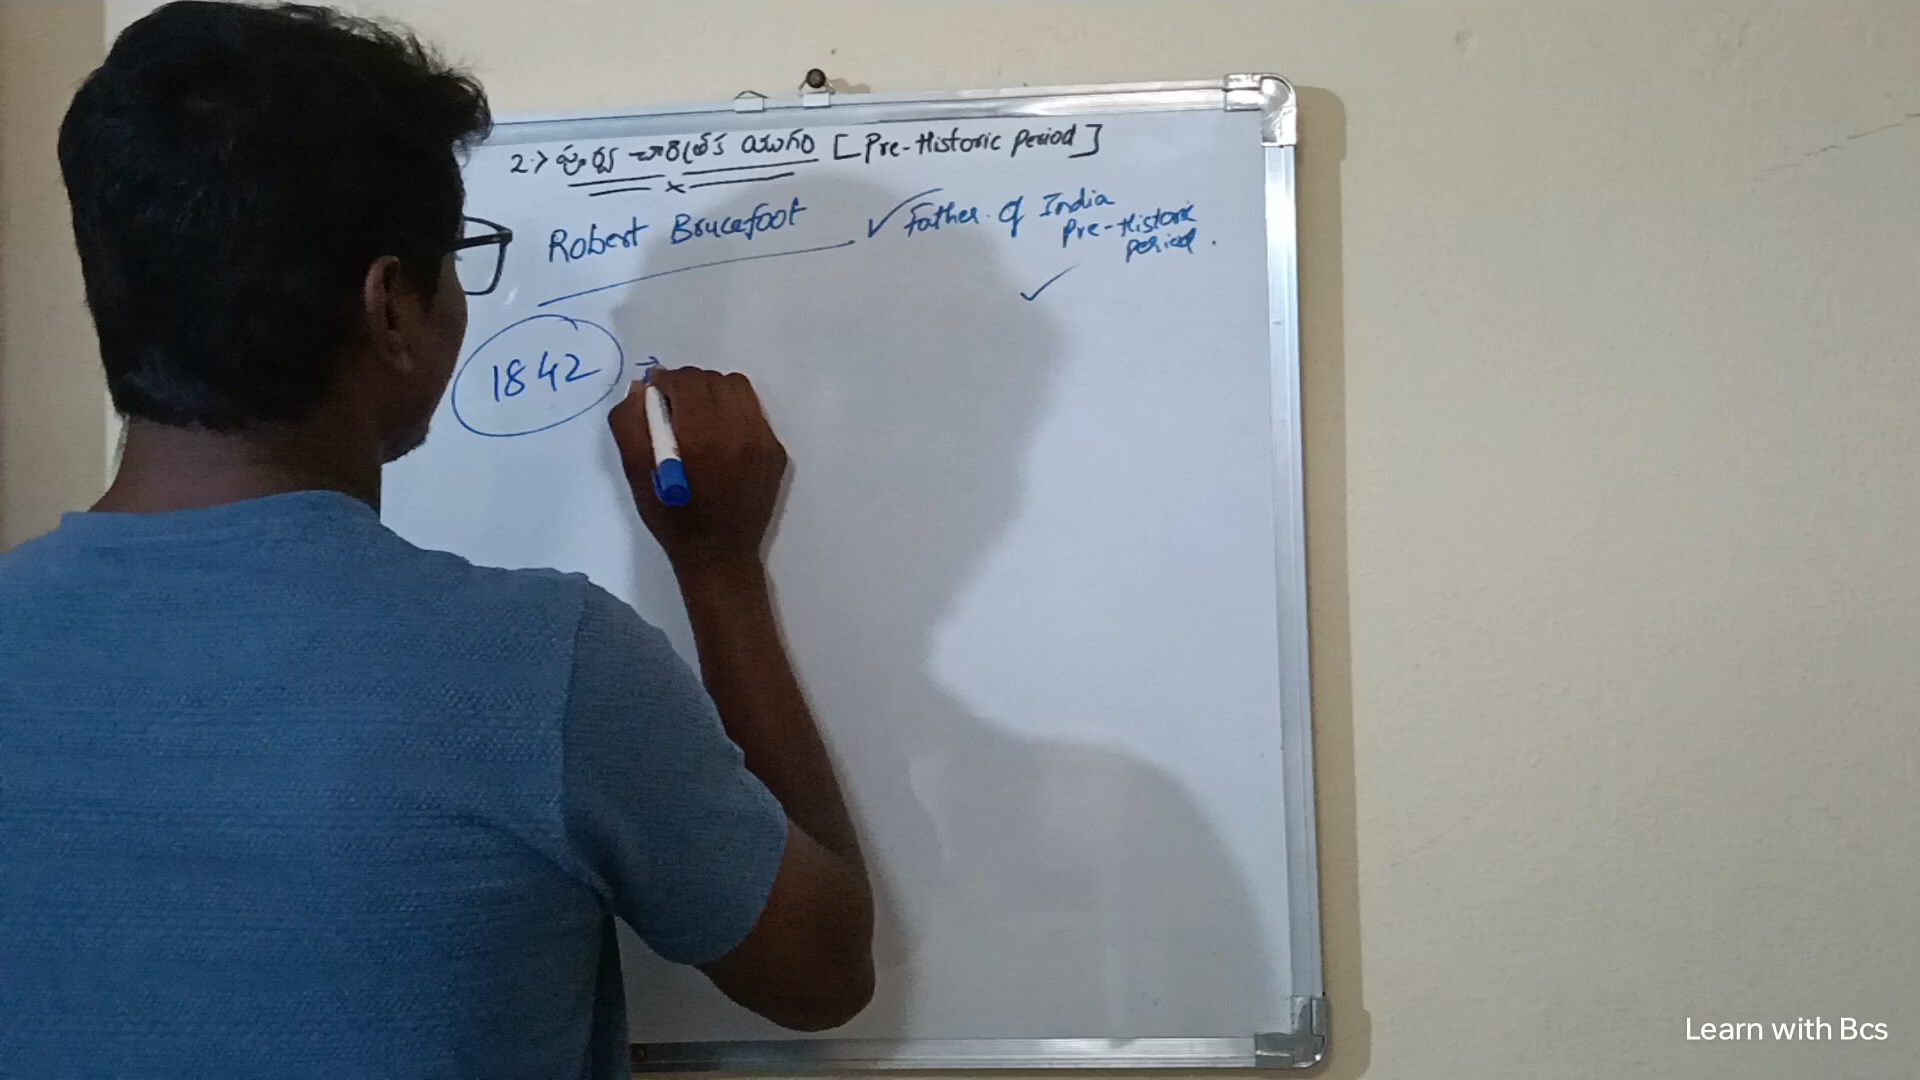 2.> పూర్వ చారిత్రక యుగం [Pre-Historic Period]
Robert Brucefoot ✓ Father of India
Pre-Historic
period.
1842 →
Learn with Bcs